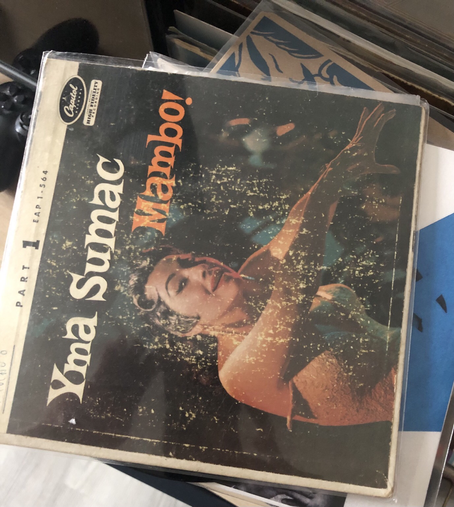 PART 1 EAP 1-564
Capitol
Yma Sumac
Mambo!